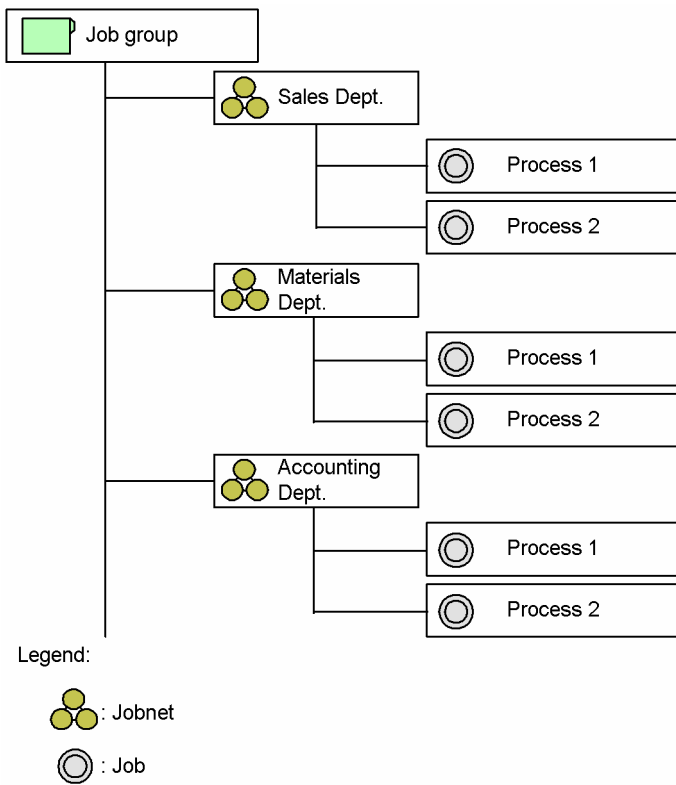 Job group
Sales Dept.
Process 1
Process 2
Materials
Dept.
Process 1
Process 2
Accounting
Dept.
Process 1
Process 2
Legend:
: Jobnet
: Job